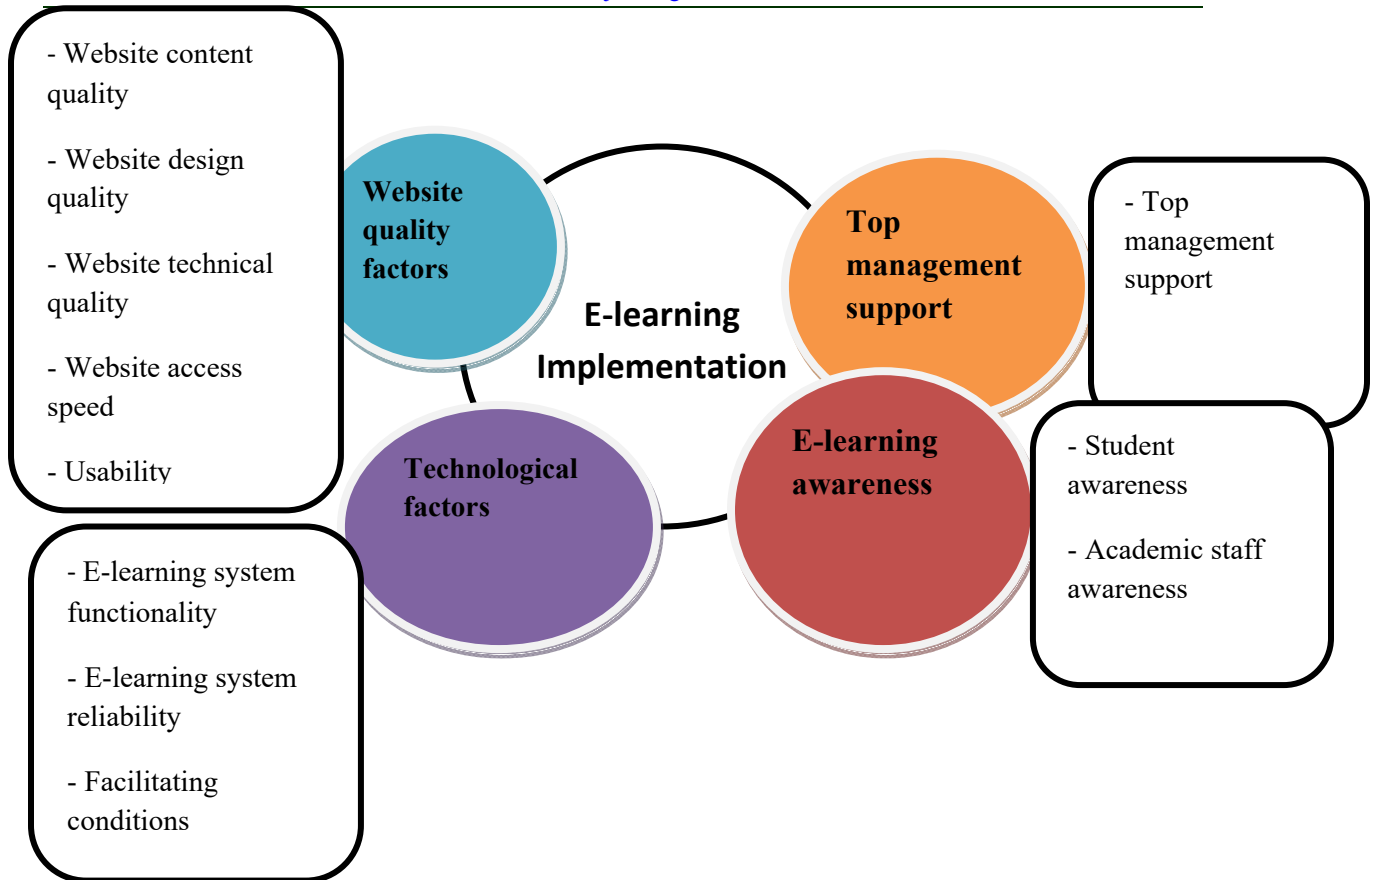 - Website content
quality
- Website design
quality
- Website technical
quality
- Website access
speed
- Usability
Website
quality
factors
E-learning
Implementation
Top
management
support
- Top
management
support
Technological
factors
E-learning
awareness
- Student
awareness
- Academic staff
awareness
- E-learning system
functionality
- E-learning system
reliability
- Facilitating
conditions